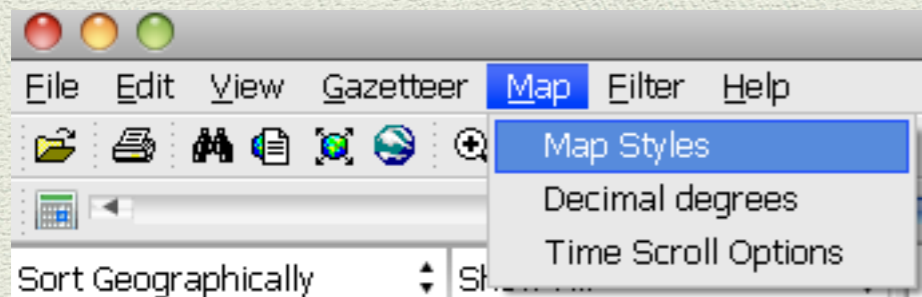 File Edit View Gazetteer Map Filter Help
Map Styles
Decimal degrees
Time Scroll Options
Sort Geographically